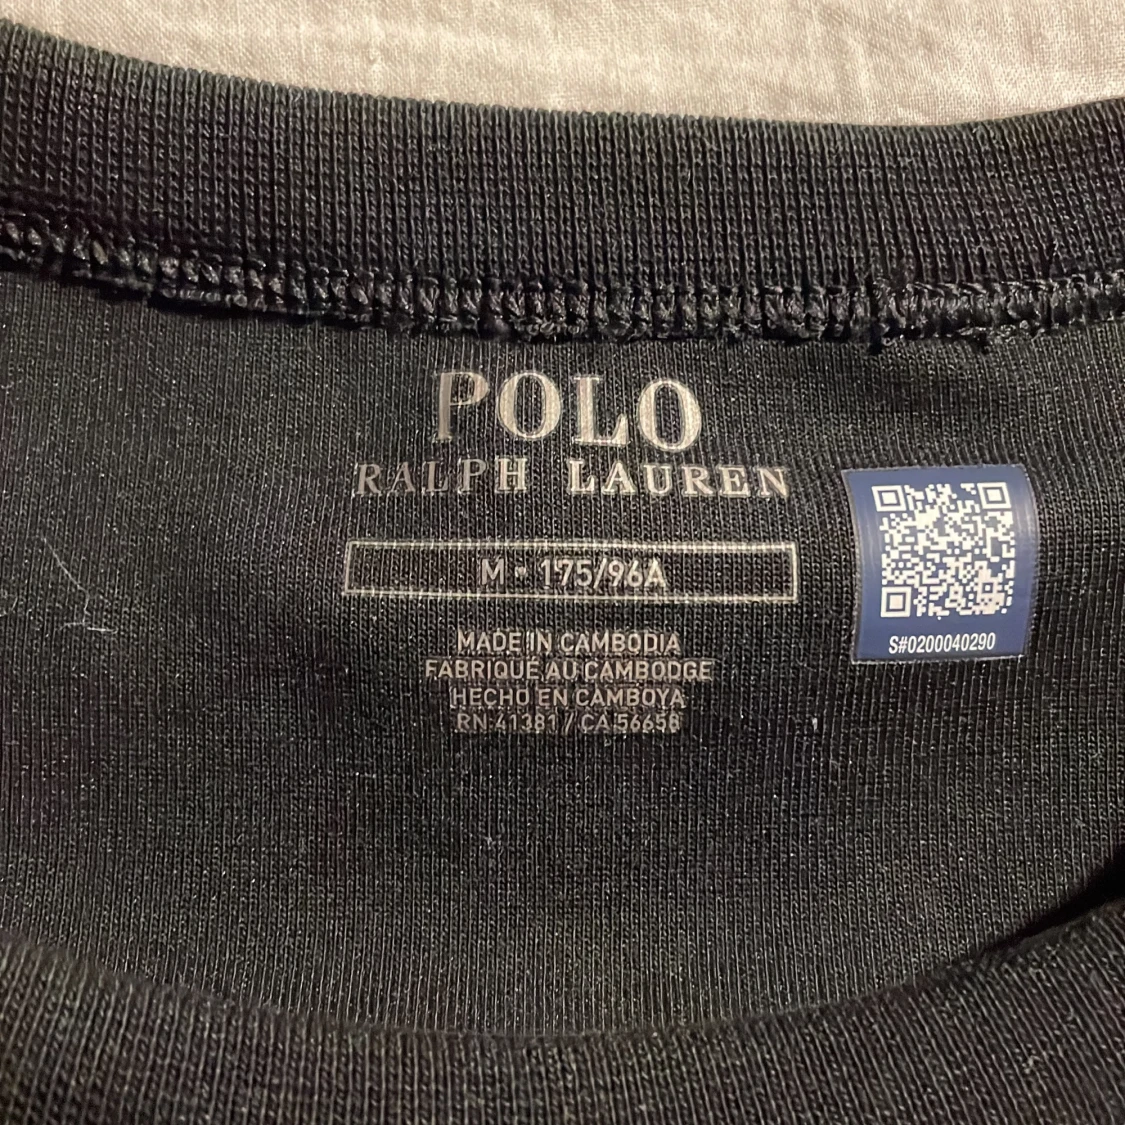 POLO
RALPH LAUREN
M - 175/96A
MADE IN CAMBODIA
FABRIQUÉ AU CAMBODGE
HECHO EN CAMBOYA
RN 41381 / CA 56658
S#0200040290